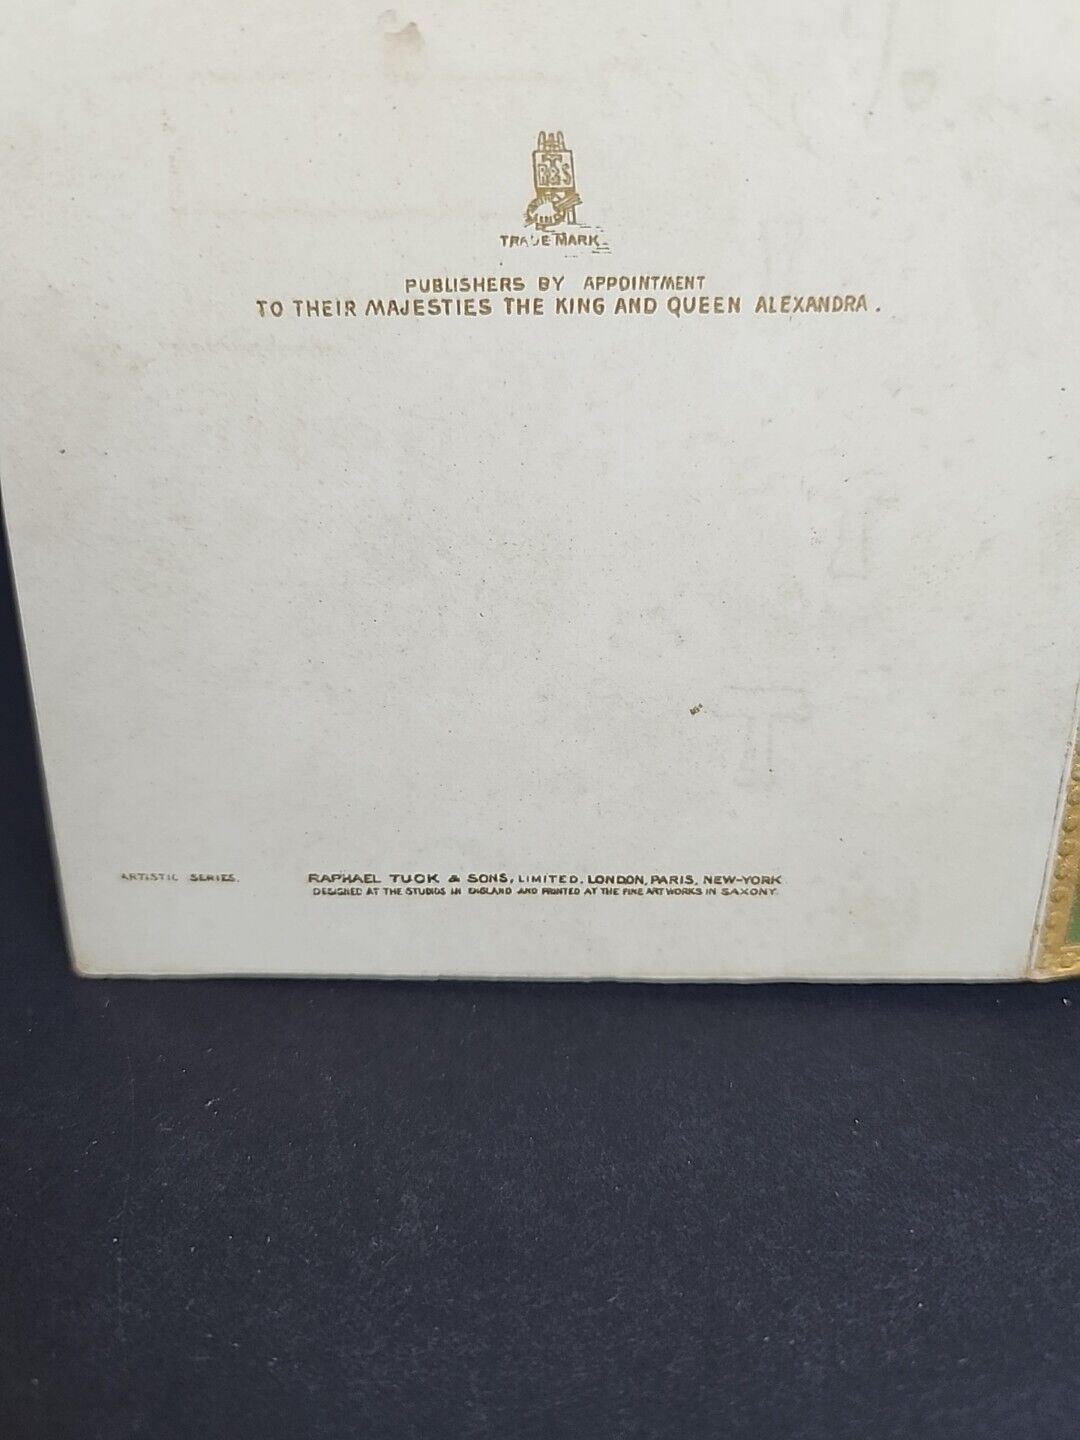 RT&S
TRADE MARK
PUBLISHERS BY APPOINTMENT
TO THEIR MAJESTIES THE KING AND QUEEN ALEXANDRA.
ARTISTIC SERIES.
RAPHAEL TUCK & SONS, LIMITED, LONDON, PARIS, NEW-YORK
DESIGNED AT THE STUDIOS IN ENGLAND AND PRINTED AT THE FINE ART WORKS IN SAXONY.